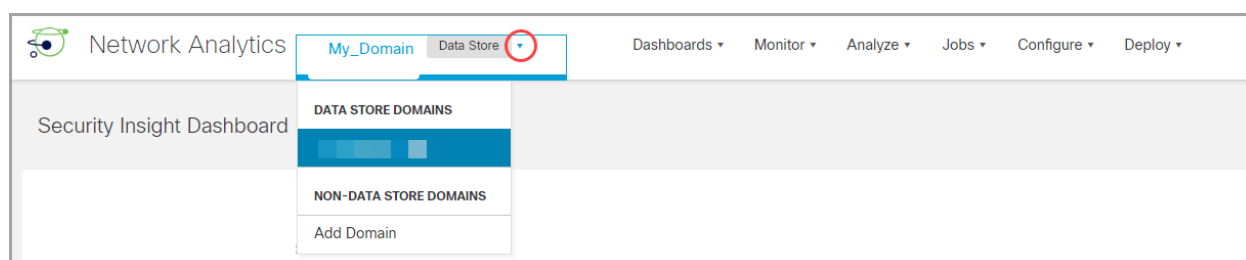 Network Analytics My_Domain Data Store Dashboards Monitor Analyze Jobs Configure Deploy
Security Insight Dashboard
DATA STORE DOMAINS
NON-DATA STORE DOMAINS
Add Domain